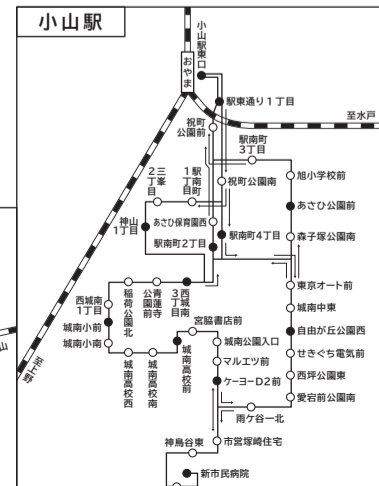 小山駅
小山駅東口
おやま
駅東通り1丁目
至水戸
祝町
公園前
駅南町
3丁目
旭小学校前
三峯
2丁目
駅南町
1丁目
祝町公園南
あさひ公園前
神山
1丁目
あさひ保育園西
駅南町2丁目
駅南町4丁目
森子塚公園南
東京オート前
西城南
1丁目
稲荷公園北
青蓮寺
公園前
西城南
3丁目
城南中東
城南小前
宮脇書店前
自由が丘公園西
城南小南
城南高校西
城南高校南
城南高校前
城南公園入口
せきぐち電気前
マルエツ前
西坪公園東
ケーヨーD2前
愛宕前公園南
雨ケ谷一北
神鳥谷東
市営塚崎住宅
新市民病院
至上野
山